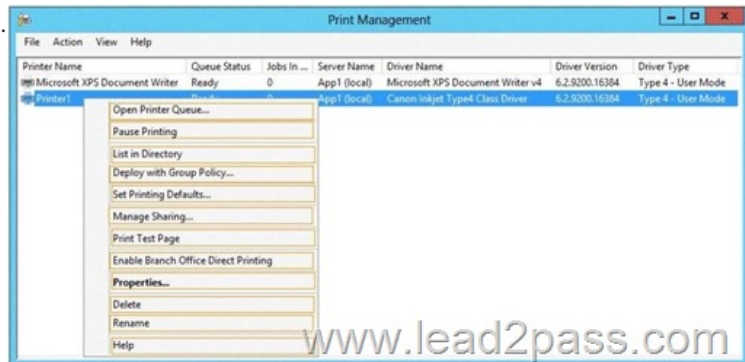 Print Management
File Action View Help
Printer Name Queue Status Jobs In ... Server Name Driver Name Driver Version Driver Type
Microsoft XPS Document Writer Ready 0 App1 (local) Microsoft XPS Document Writer v4 6.2.9200.16384 Type 4 - User Mode
Printer1 Ready 0 App1 (local) Canon Inkjet Type4 Class Driver 6.2.9200.16384 Type 4 - User Mode
Open Printer Queue...
Pause Printing
List in Directory
Deploy with Group Policy...
Set Printing Defaults...
Manage Sharing...
Print Test Page
Enable Branch Office Direct Printing
Properties...
Delete
Rename
Help
www.lead2pass.com